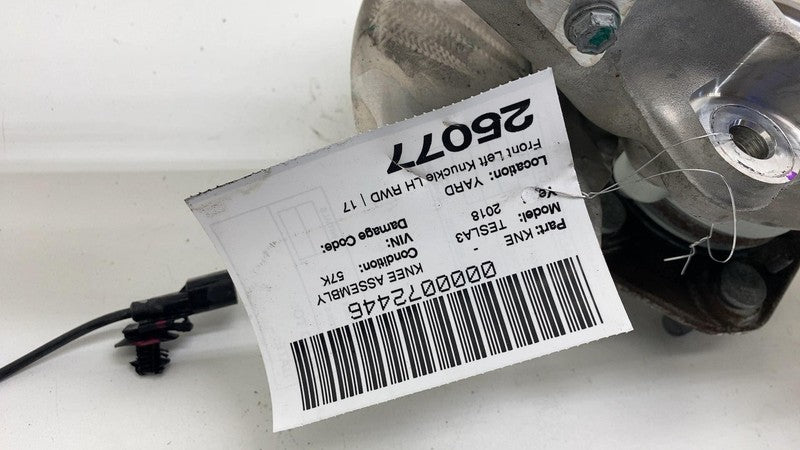 0000072446
Part: KNE - KNEE ASSEMBLY
Model: TESLA3 Condition: 57K
2018 VIN:
Location: YARD Damage Code:
Front Left Knuckle LH RWD | 17
25077